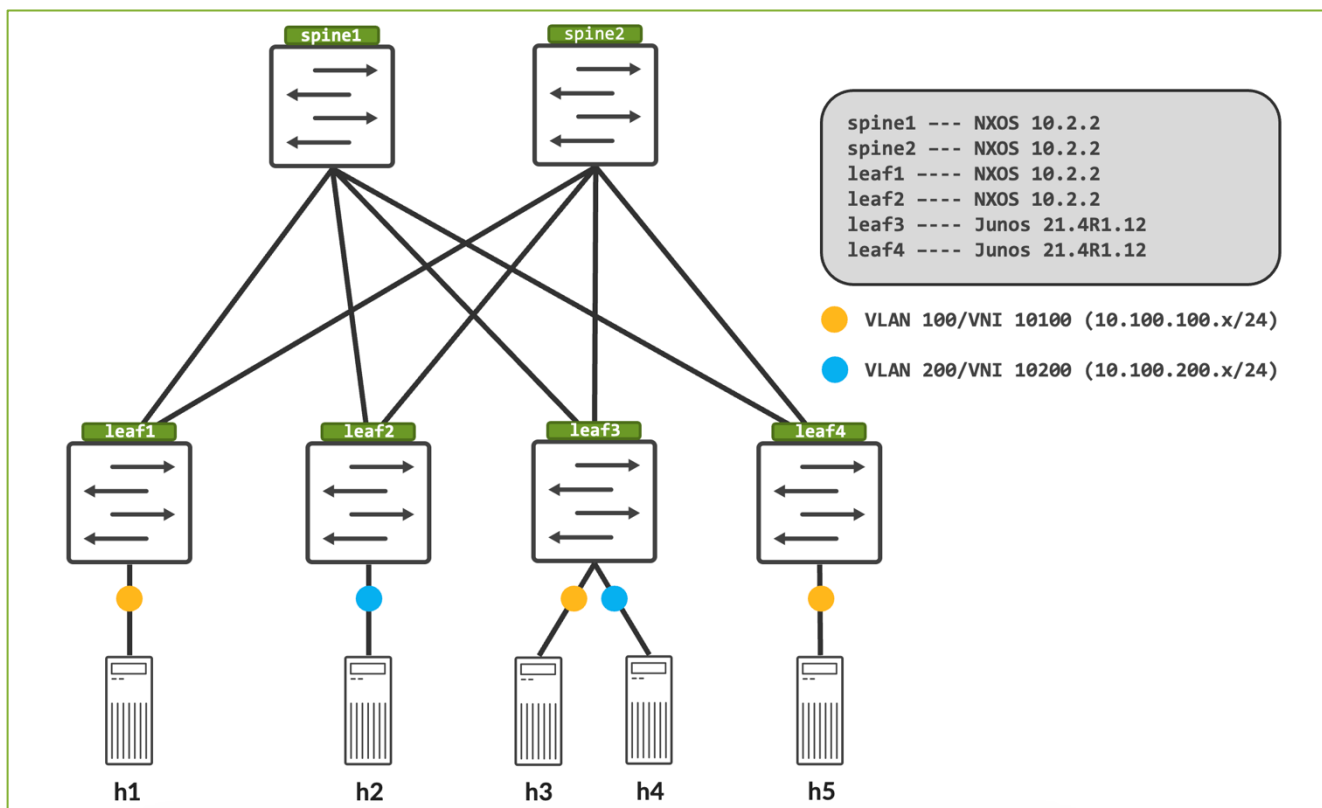 spine1
spine2
spine1 --- NXOS 10.2.2
spine2 --- NXOS 10.2.2
leaf1 ---- NXOS 10.2.2
leaf2 ---- NXOS 10.2.2
leaf3 ---- Junos 21.4R1.12
leaf4 ---- Junos 21.4R1.12
VLAN 100/VNI 10100 (10.100.100.x/24)
VLAN 200/VNI 10200 (10.100.200.x/24)
leaf1
leaf2
leaf3
leaf4
h1
h2
h3
h4
h5